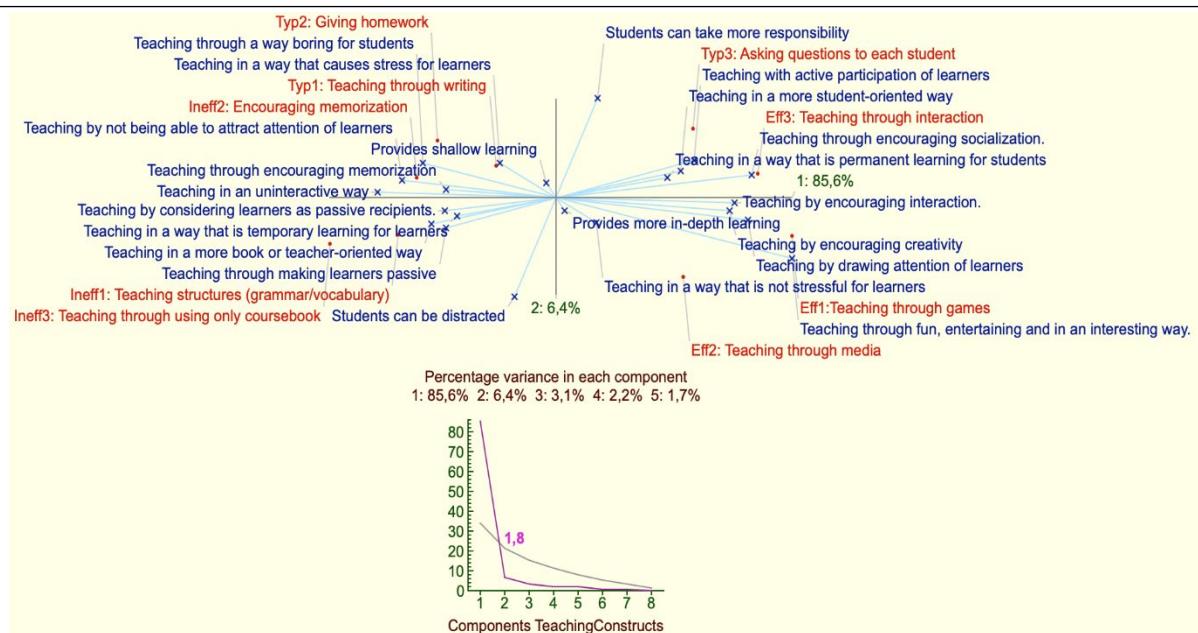 Typ2: Giving homework
Teaching through a way boring for students
Teaching in a way that causes stress for learners
Typ1: Teaching through writing
Ineff2: Encouraging memorization
Teaching by not being able to attract attention of learners
Provides shallow learning
Teaching through encouraging memorization
Teaching in an uninteractive way
Teaching by considering learners as passive recipients.
Teaching in a way that is temporary learning for learners
Teaching in a more book or teacher-oriented way
Teaching through making learners passive
Ineff1: Teaching structures (grammar/vocabulary)
Ineff3: Teaching through using only coursebook
Students can be distracted
2: 6,4%
Students can take more responsibility
Typ3: Asking questions to each student
Teaching with active participation of learners
Teaching in a more student-oriented way
Eff3: Teaching through interaction
Teaching through encouraging socialization.
Teaching in a way that is permanent learning for students
1: 85,6%
Teaching by encouraging interaction.
Provides more in-depth learning
Teaching by encouraging creativity
Teaching by drawing attention of learners
Teaching in a way that is not stressful for learners
Eff1:Teaching through games
Teaching through fun, entertaining and in an interesting way.
Eff2: Teaching through media
Percentage variance in each component
1: 85,6% 2: 6,4% 3: 3,1% 4: 2,2% 5: 1,7%
80
70
60
50
40
30
20
10
0
1,8
1 2 3 4 5 6 7 8
Components TeachingConstructs